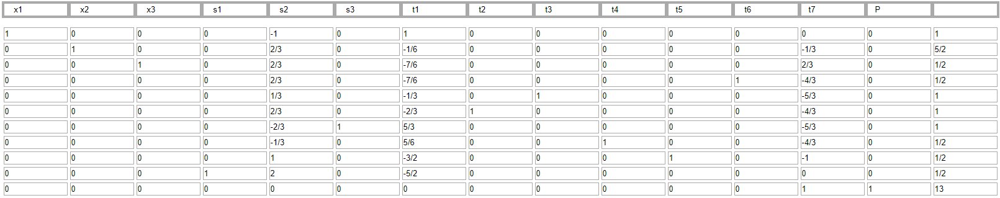 x1 x2 x3 s1 s2 s3 t1 t2 t3 t4 t5 t6 t7 P
1 0 0 0 -1 0 1 0 0 0 0 0 0 0 1
0 1 0 0 2/3 0 -1/6 0 0 0 0 0 -1/3 0 5/2
0 0 1 0 2/3 0 -7/6 0 0 0 0 0 2/3 0 1/2
0 0 0 0 2/3 0 -7/6 0 0 0 0 1 -4/3 0 1/2
0 0 0 0 1/3 0 -1/3 0 1 0 0 0 -5/3 0 1
0 0 0 0 2/3 0 -2/3 1 0 0 0 0 -4/3 0 1
0 0 0 0 -2/3 1 5/3 0 0 0 0 0 -5/3 0 1
0 0 0 0 -1/3 0 5/6 0 0 1 0 0 -4/3 0 1/2
0 0 0 0 1 0 -3/2 0 0 0 1 0 -1 0 1/2
0 0 0 1 2 0 -5/2 0 0 0 0 0 0 0 1/2
0 0 0 0 0 0 0 0 0 0 0 0 1 1 13